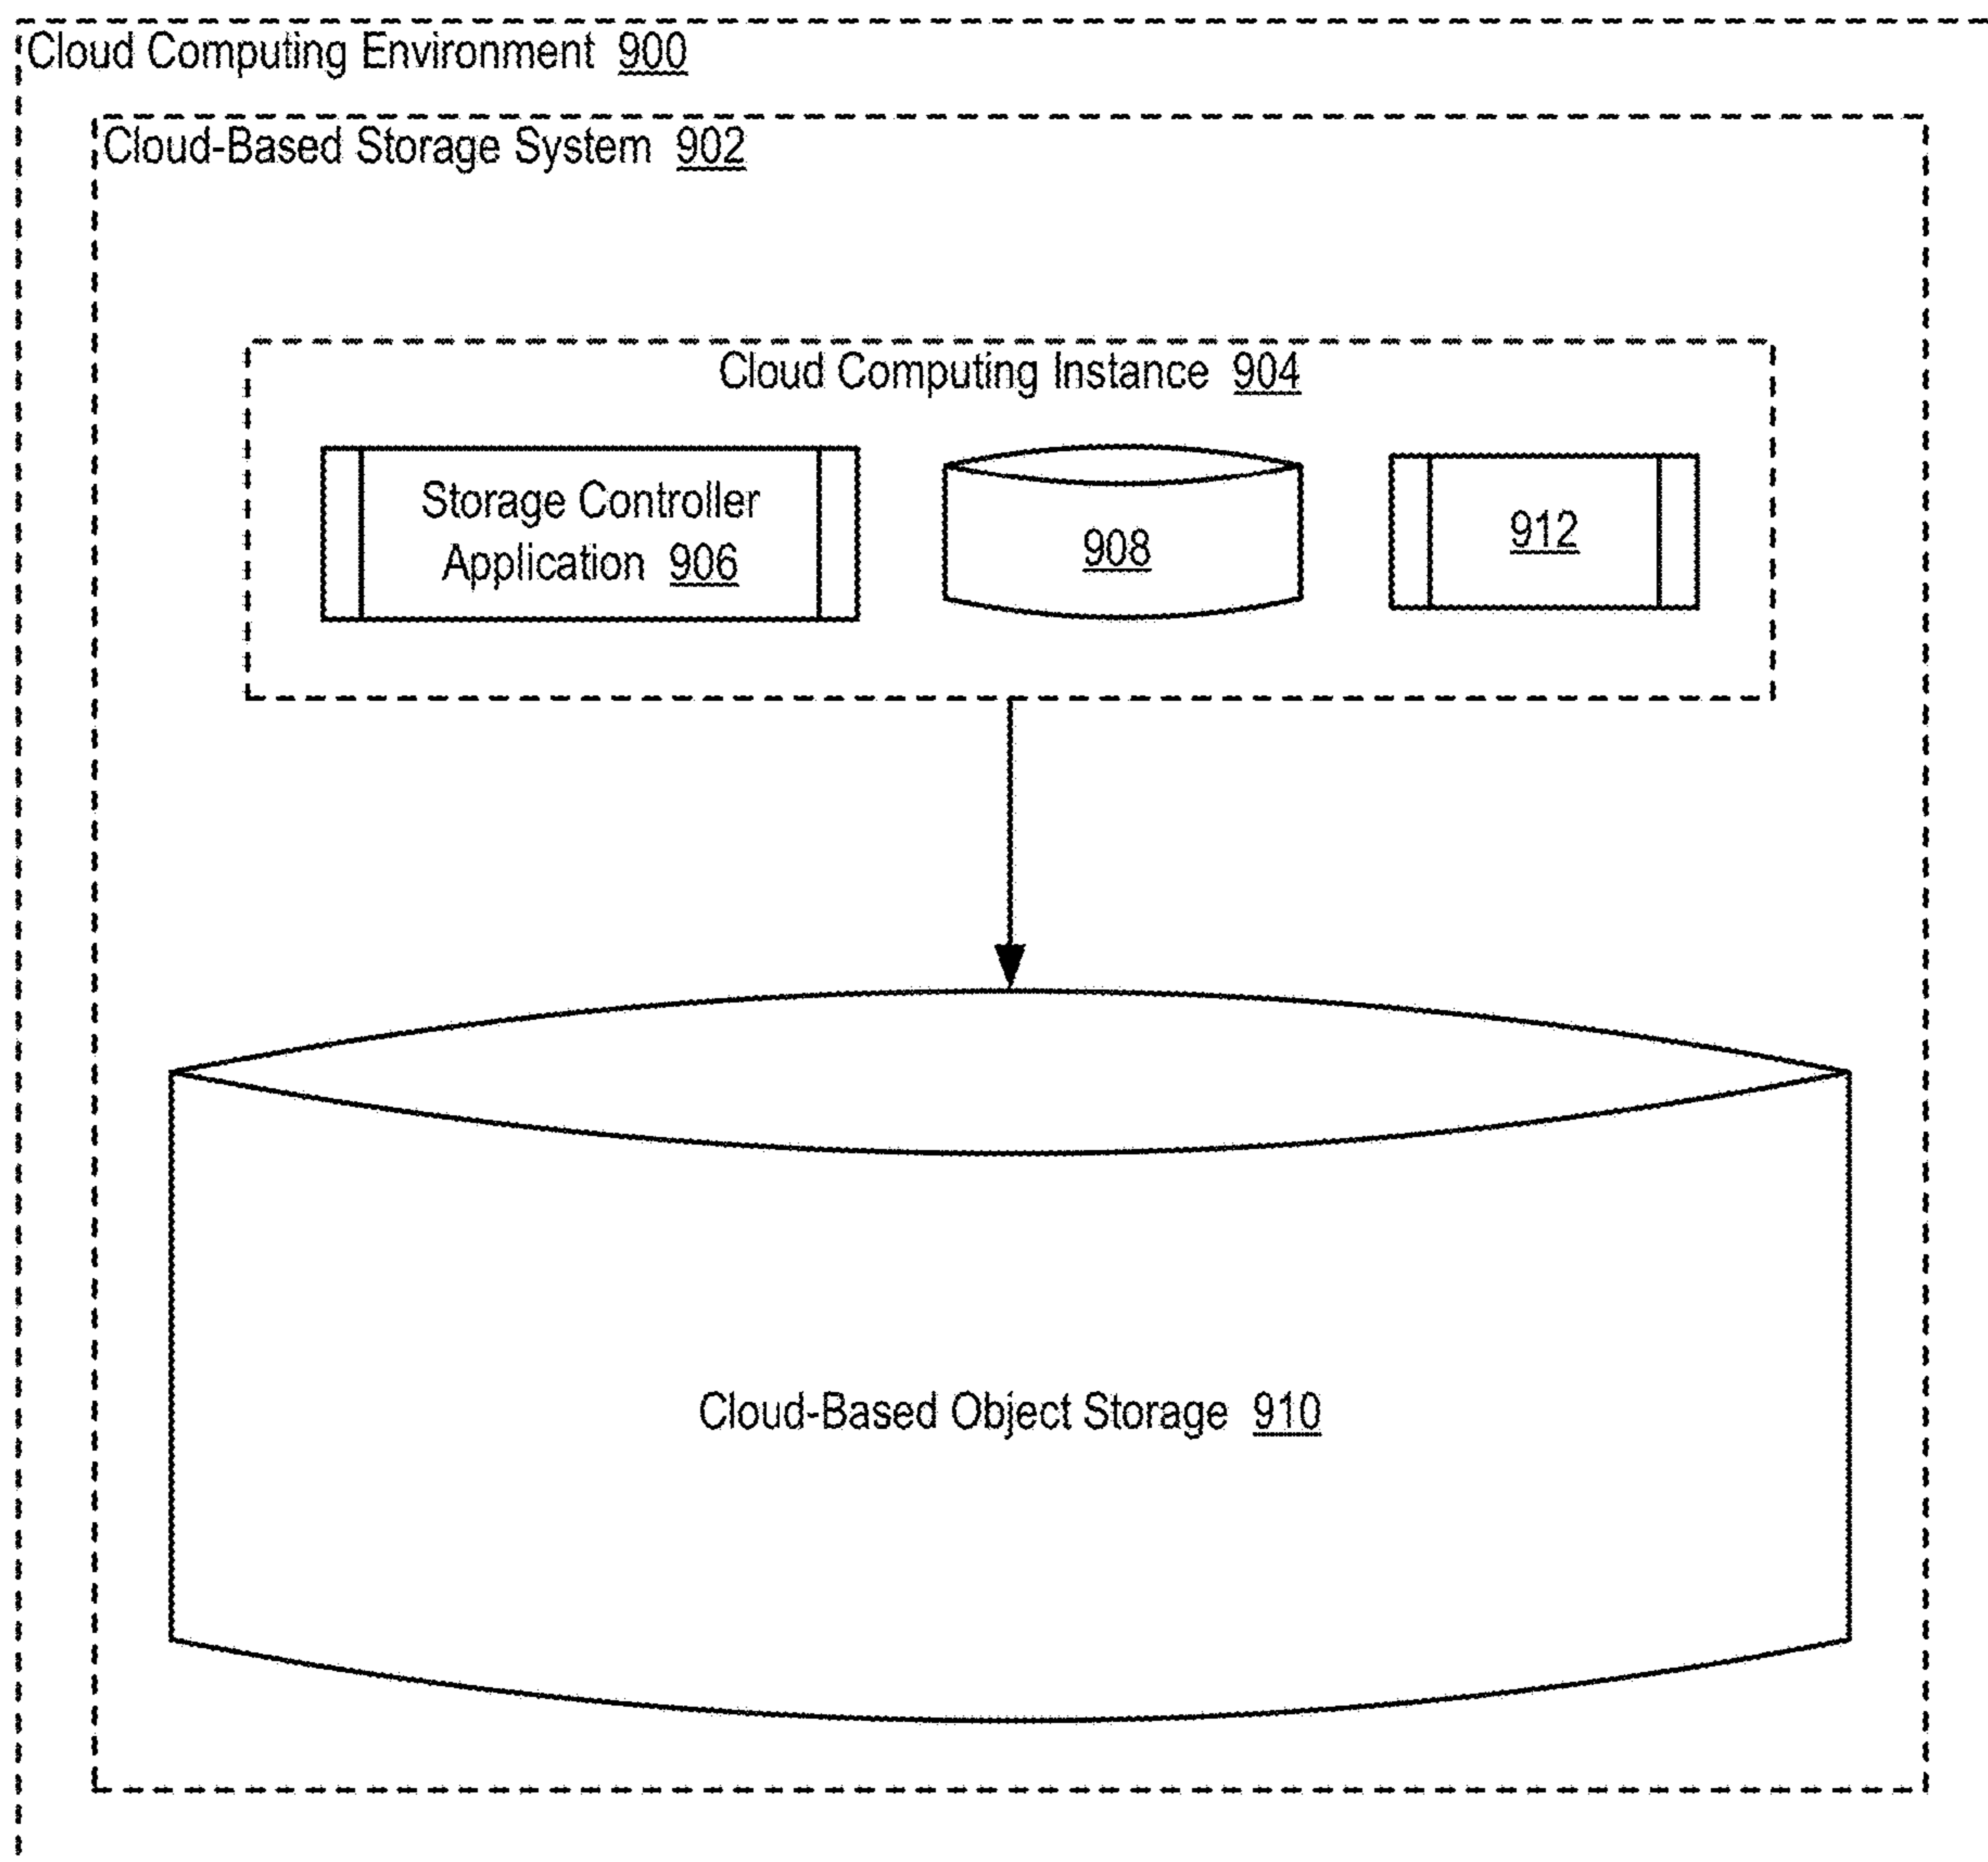 Cloud Computing Environment 900
Cloud-Based Storage System 902
Cloud Computing Instance 904
Storage Controller
Application 906
908
912
Cloud-Based Object Storage 910